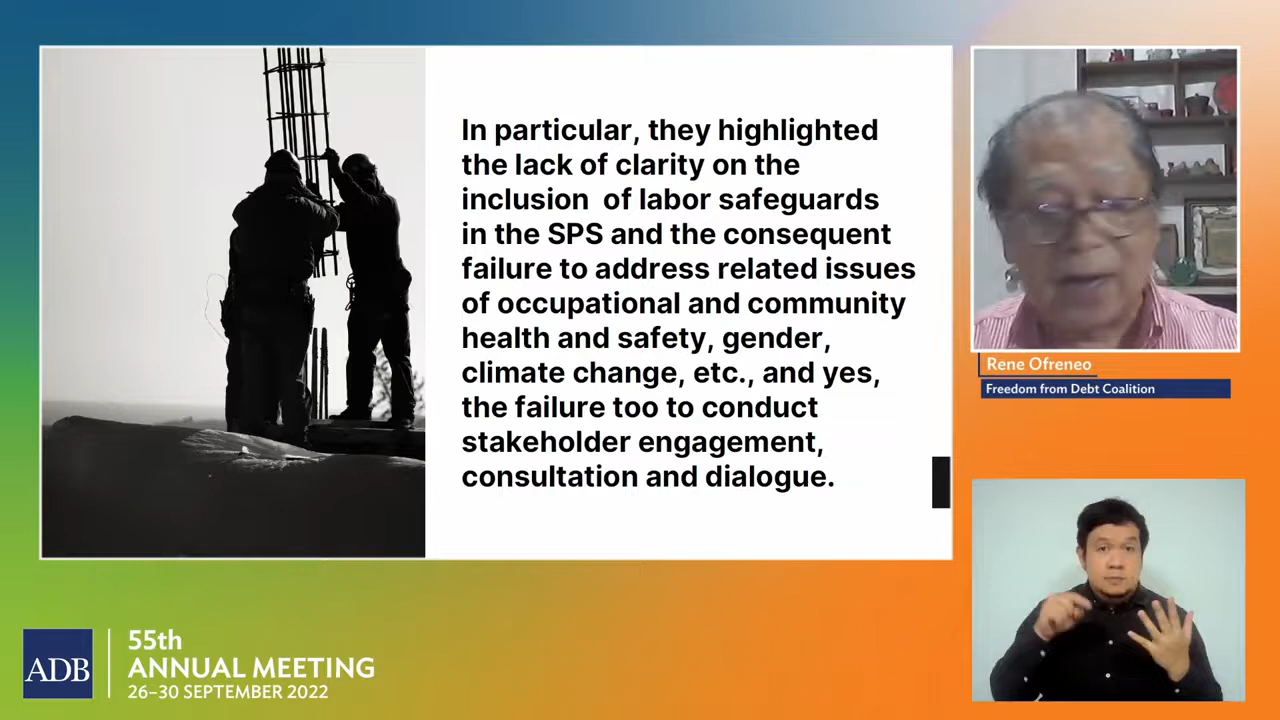 In particular, they highlighted
the lack of clarity on the
inclusion  of labor safeguards
in the SPS and the consequent
failure to address related issues
of occupational and community
health and safety, gender,
climate change, etc., and yes,
the failure too to conduct
stakeholder engagement,
consultation and dialogue.
Rene Ofreneo
Freedom from Debt Coalition
ADB
55th
ANNUAL MEETING
26–30 SEPTEMBER 2022